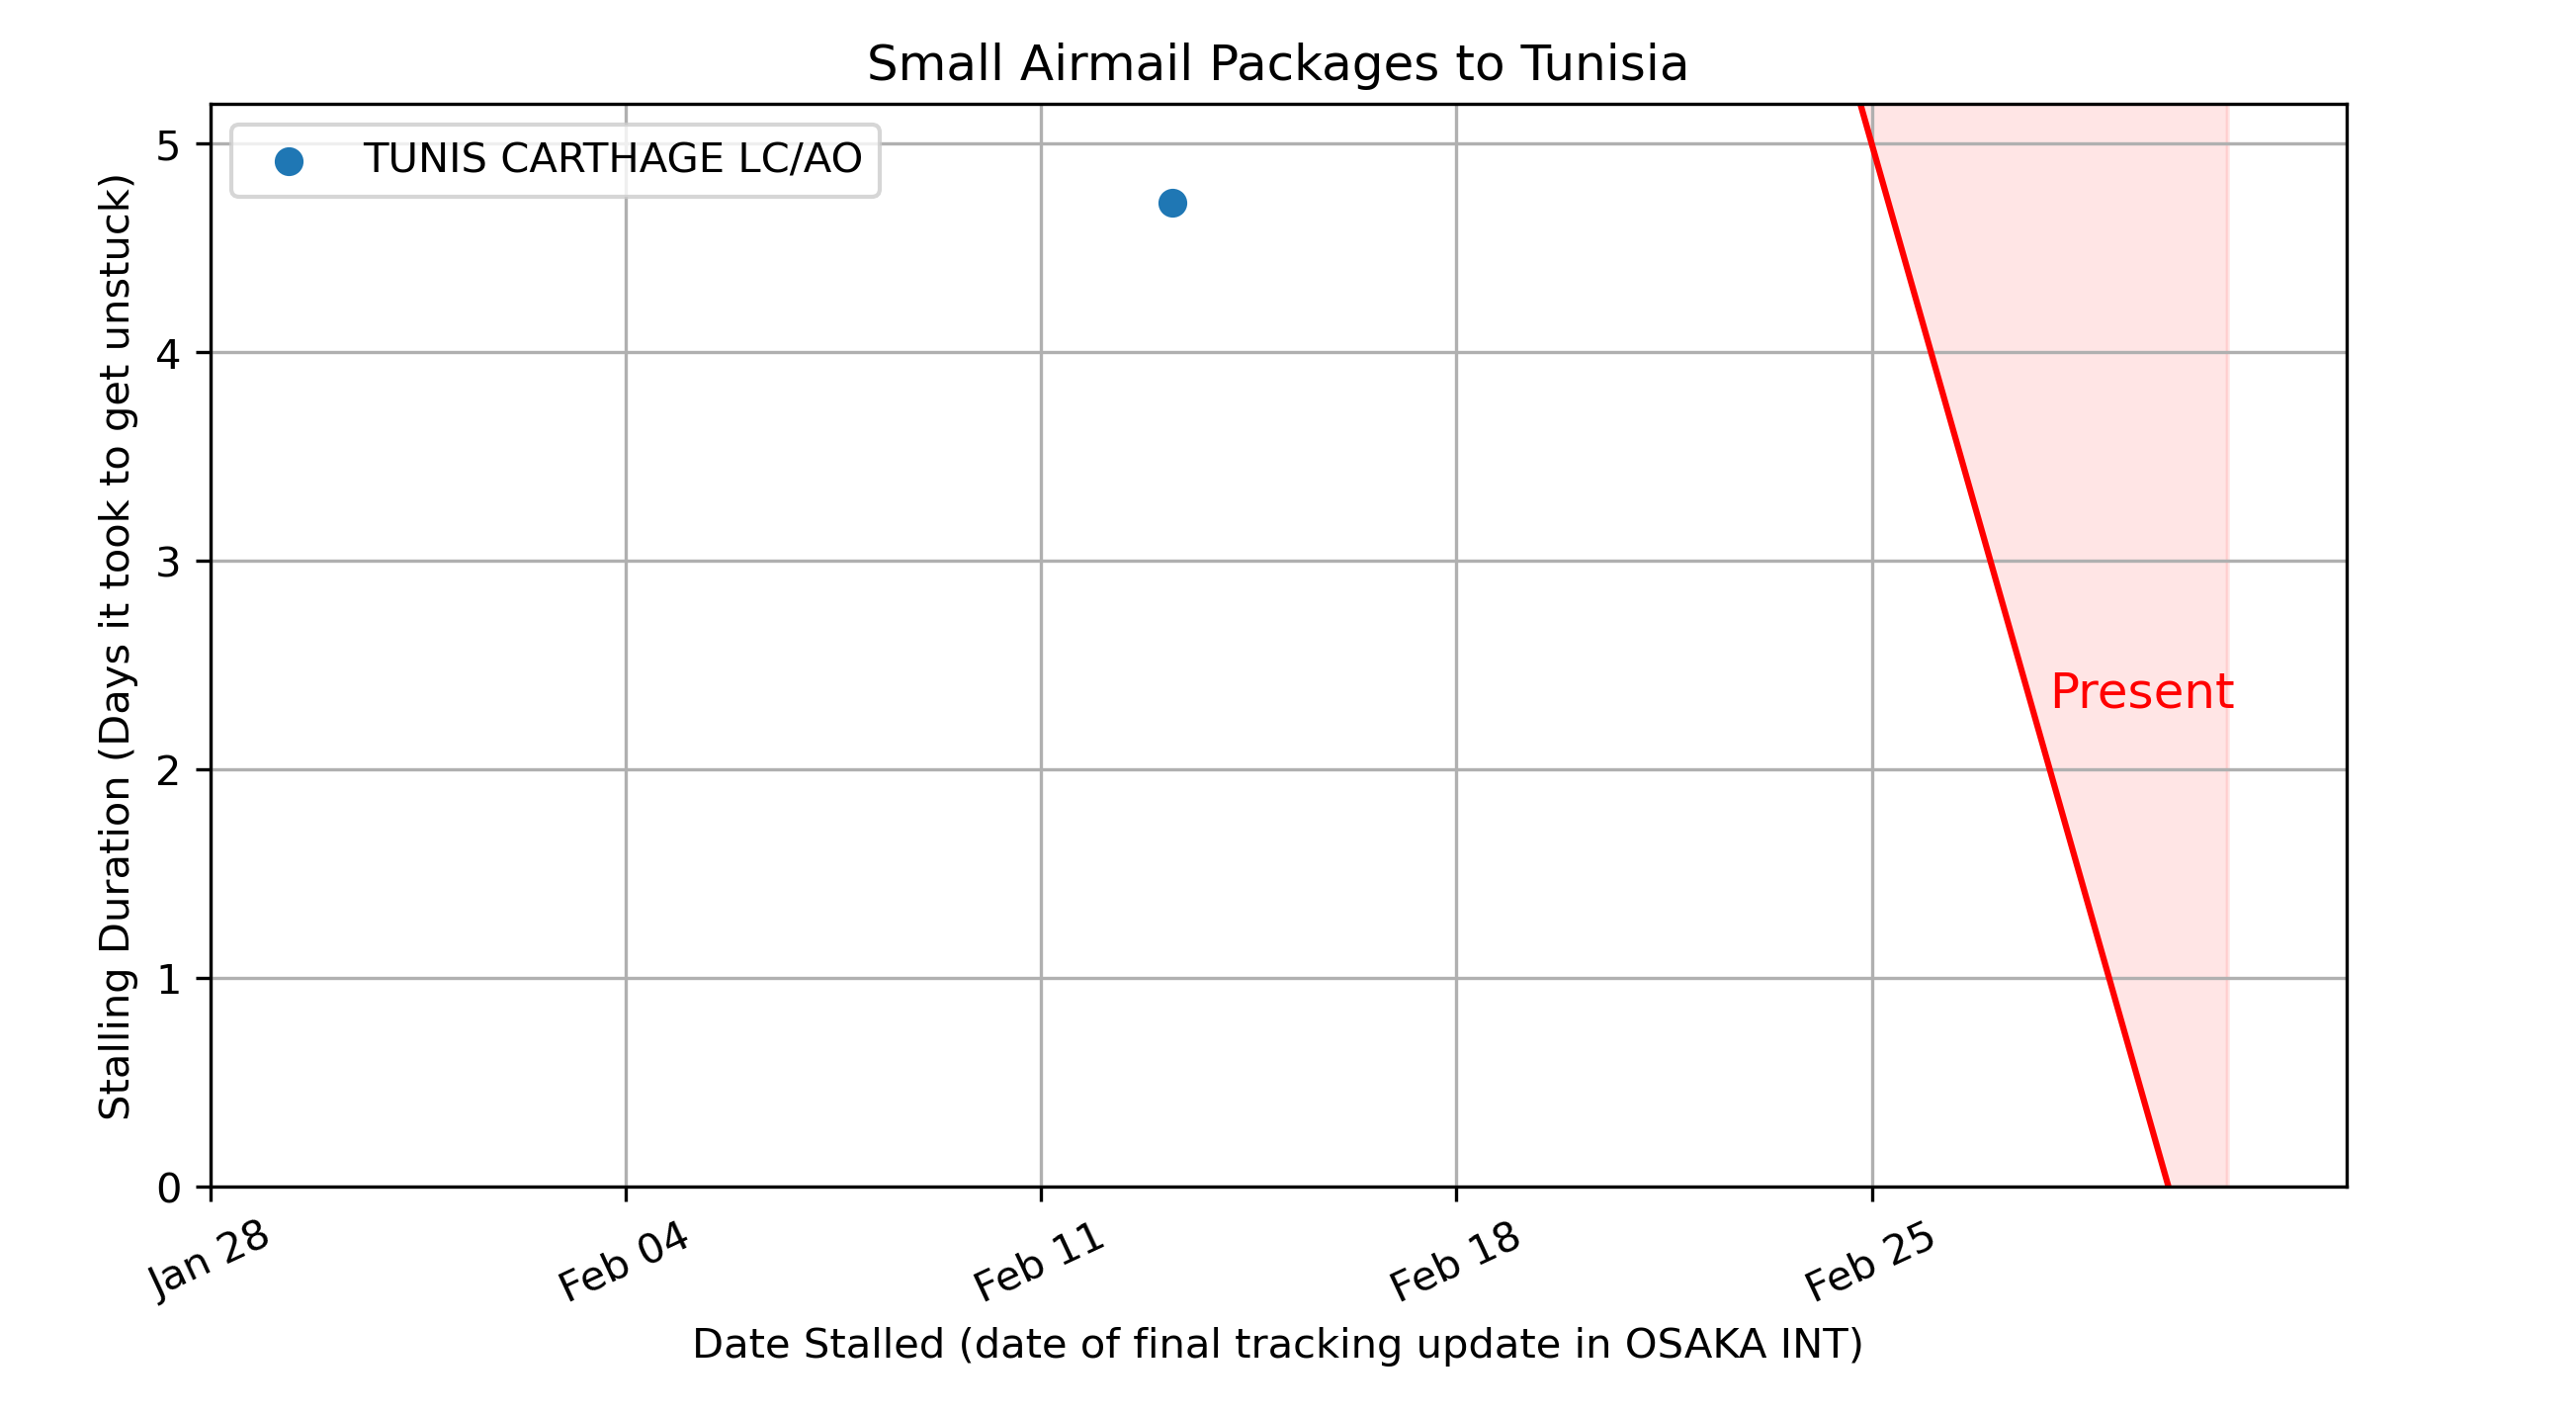 Small Airmail Packages to Tunisia
TUNIS CARTHAGE LC/AO
Stalling Duration (Days it took to get unstuck)
5
4
3
2
1
0
Present
Jan 28
Feb 04
Feb 11
Feb 18
Feb 25
Date Stalled (date of final tracking update in OSAKA INT)